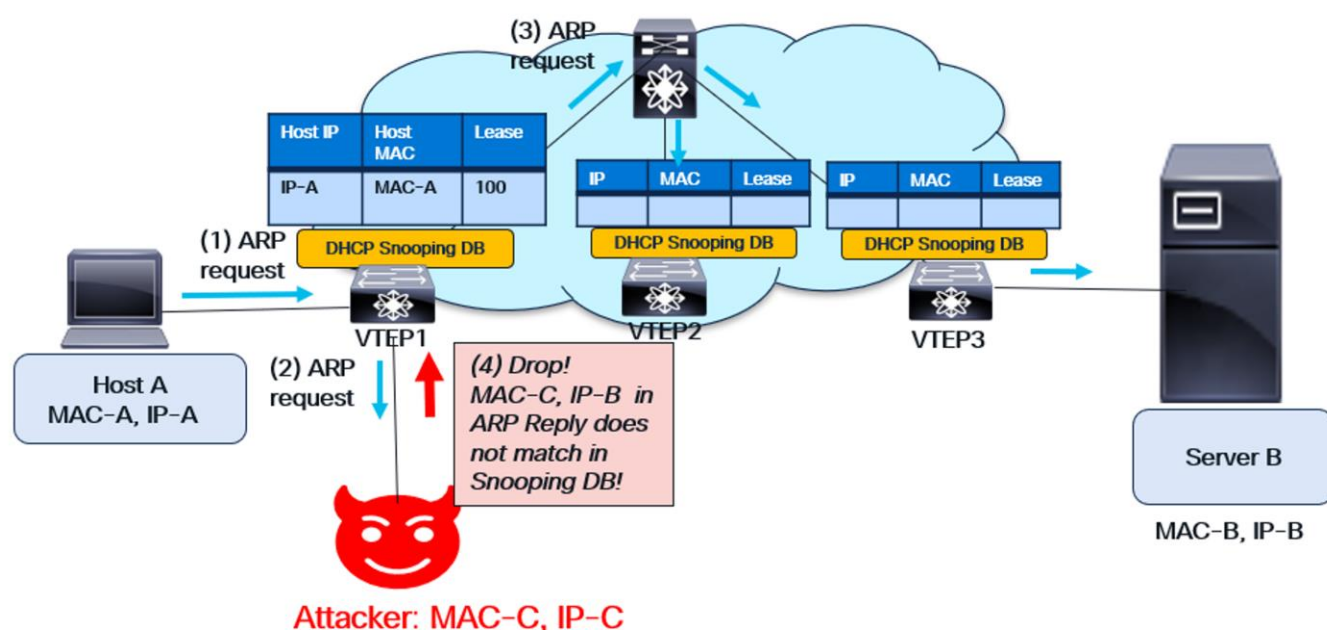 (3) ARP
request
Host IP Host Lease
MAC
IP-A MAC-A 100
DHCP Snooping DB
IP MAC Lease
DHCP Snooping DB
IP MAC Lease
DHCP Snooping DB
(1) ARP
request
VTEP1
VTEP2
VTEP3
Host A
MAC-A, IP-A
(2) ARP
request
(4) Drop!
MAC-C, IP-B in
ARP Reply does
not match in
Snooping DB!
Server B
MAC-B, IP-B
Attacker: MAC-C, IP-C